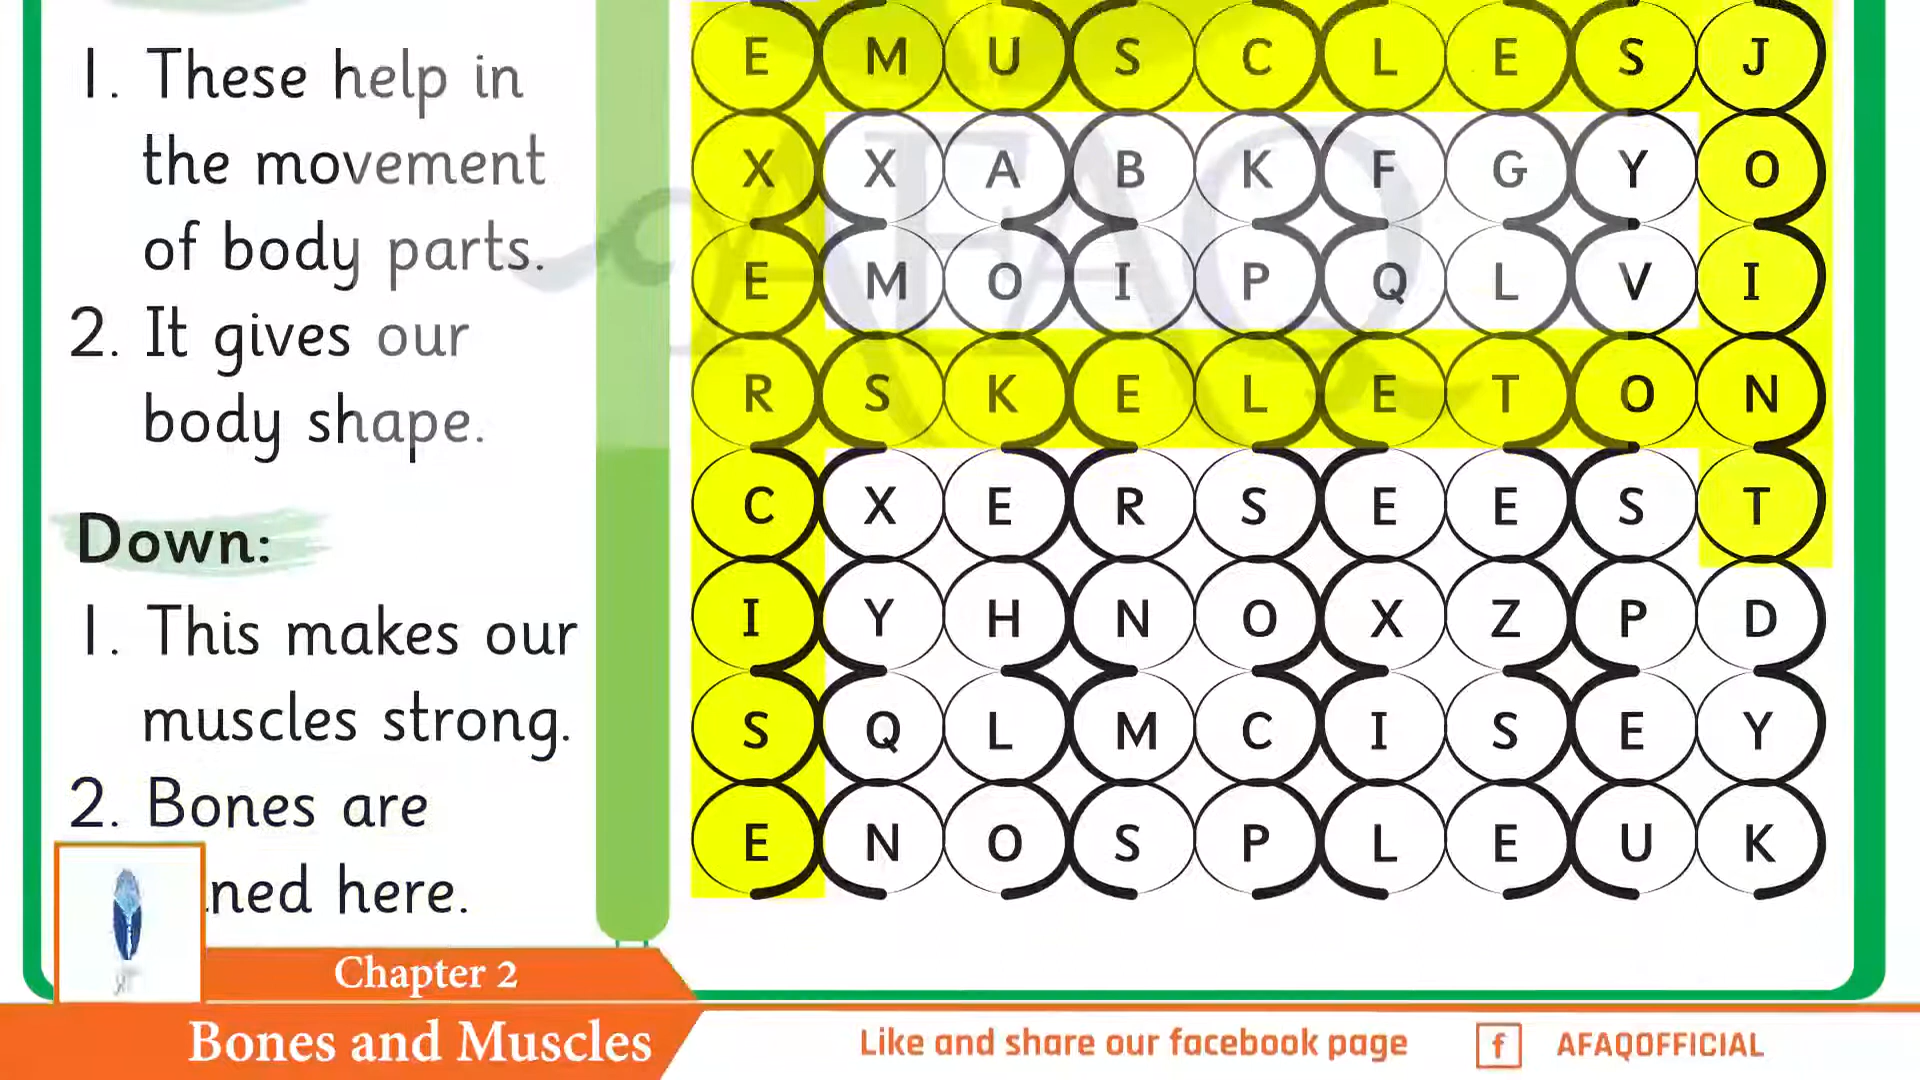 1. These help in
the movement
of body parts.
2. It gives our
body shape.
Down:
1. This makes our
muscles strong.
2. Bones are
ned here.
E M U S C L E S J
X X A B K F G Y O
E M O I P Q L V I
R S K E L E T O N
C X E R S E E S T
I Y H N O X Z P D
S Q L M C I S E Y
E N O S P L E U K
AFAQ
Chapter 2
Bones and Muscles
Like and share our facebook page
f AFAQOFFICIAL